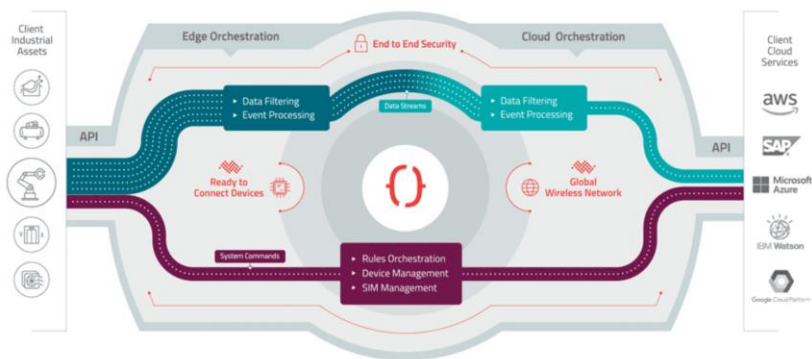 Client
Industrial
Assets
Edge Orchestration
End to End Security
Cloud Orchestration
Client
Cloud
Services
Data Filtering
Event Processing
Data Streams
Data Filtering
Event Processing
aws
API
API
SAP
Ready to
Connect Devices
Global
Wireless Network
Microsoft
Azure
System Commands
Rules Orchestration
Device Management
SIM Management
IBM Watson
Google Cloud Platform